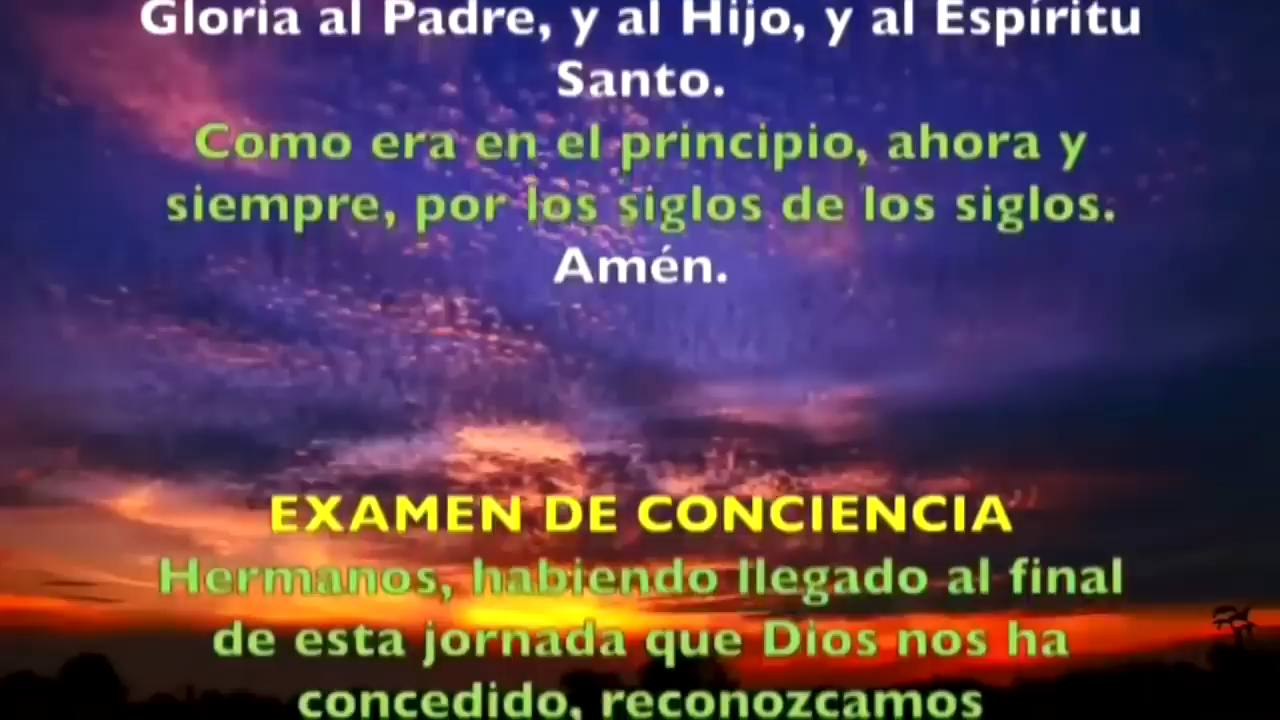 Gloria al Padre, y al Hijo, y al Espíritu
Santo.
Como era en el principio, ahora y
siempre, por los siglos de los siglos.
Amén.
EXAMEN DE CONCIENCIA
Hermanos, habiendo llegado al final
de esta jornada que Dios nos ha
concedido, reconozcamos